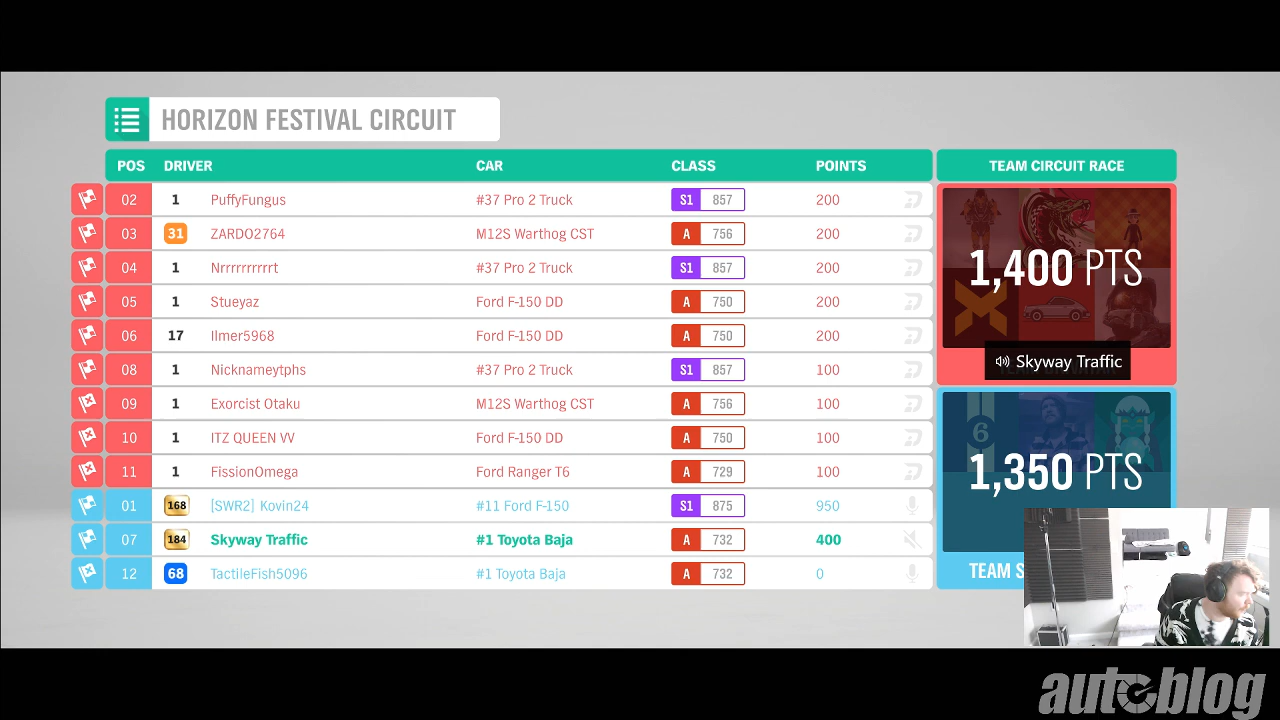 HORIZON FESTIVAL CIRCUIT
POS DRIVER CAR CLASS POINTS TEAM CIRCUIT RACE
02 1 PuffyFungus #37 Pro 2 Truck S1 857 200
03 31 ZARDO2764 M12S Warthog CST A 756 200
04 1 Nrrrrrrrrrt #37 Pro 2 Truck S1 857 200
05 1 Stueyaz Ford F-150 DD A 750 200
06 17 Ilmer5968 Ford F-150 DD A 750 200
08 1 Nicknameytphs #37 Pro 2 Truck S1 857 100
09 1 Exorcist Otaku M12S Warthog CST A 756 100
10 1 ITZ QUEEN VV Ford F-150 DD A 750 100
11 1 FissionOmega Ford Ranger T6 A 729 100
01 168 [SWR2] Kovin24 #11 Ford F-150 S1 875 950
07 184 Skyway Traffic #1 Toyota Baja A 732 400
12 68 TactileFish5096 #1 Toyota Baja A 732 0
1,400 PTS
Skyway Traffic
6
1,350 PTS
TEAM S
autoblog